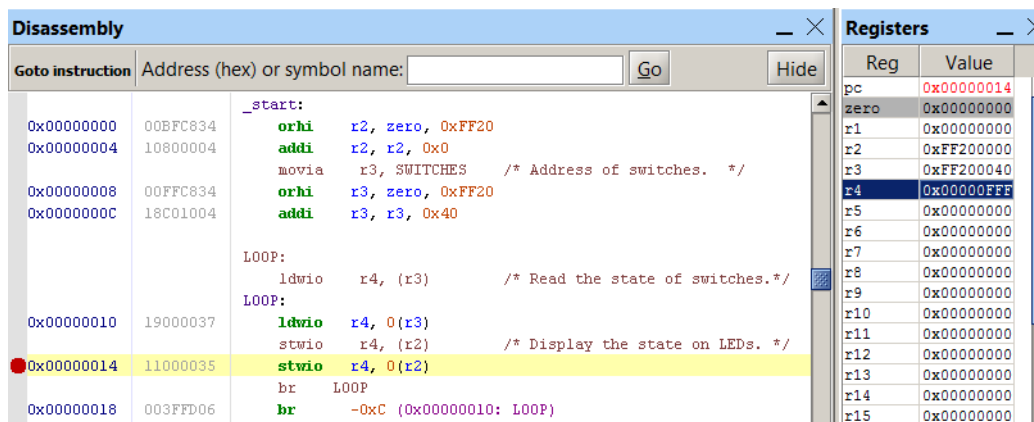 Disassembly
Goto instruction Address (hex) or symbol name: Go Hide
_start:
0x00000000 00BFC834 orhi r2, zero, 0xFF20
0x00000004 10800004 addi r2, r2, 0x0
movia r3, SWITCHES /* Address of switches. */
0x00000008 00FFC834 orhi r3, zero, 0xFF20
0x0000000C 18C01004 addi r3, r3, 0x40
LOOP:
ldwio r4, (r3) /* Read the state of switches.*/
LOOP:
0x00000010 19000037 ldwio r4, 0(r3)
stwio r4, (r2) /* Display the state on LEDs. */
0x00000014 11000035 stwio r4, 0(r2)
br LOOP
0x00000018 003FFD06 br -0xC (0x00000010: LOOP)
Registers
Reg Value
pc 0x00000014
zero 0x00000000
r1 0x00000000
r2 0xFF200000
r3 0xFF200040
r4 0x00000FFF
r5 0x00000000
r6 0x00000000
r7 0x00000000
r8 0x00000000
r9 0x00000000
r10 0x00000000
r11 0x00000000
r12 0x00000000
r13 0x00000000
r14 0x00000000
r15 0x00000000